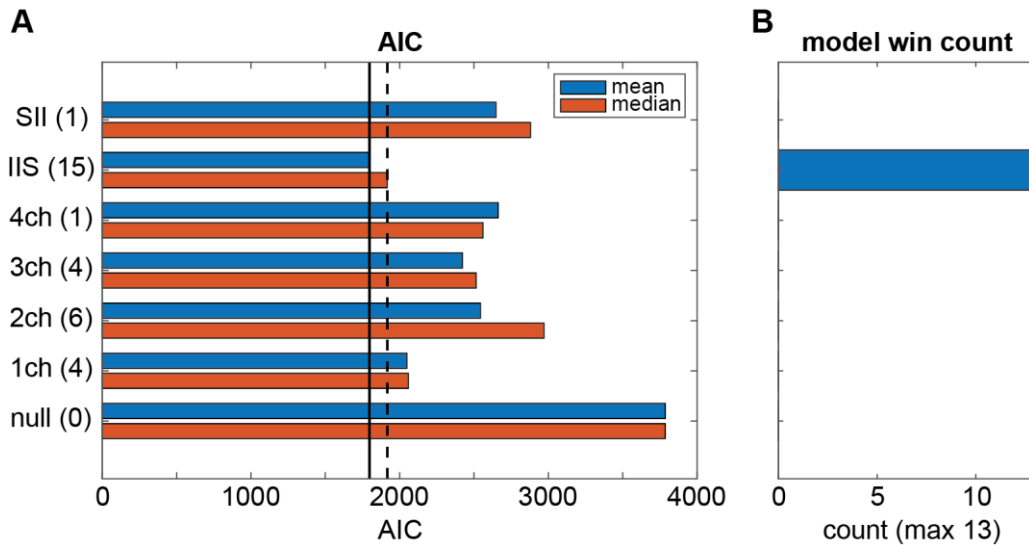 A
AIC
mean
median
SII (1)
IIS (15)
4ch (1)
3ch (4)
2ch (6)
1ch (4)
null (0)
0 1000 2000 3000 4000
AIC
B
model win count
0 5 10
count (max 13)